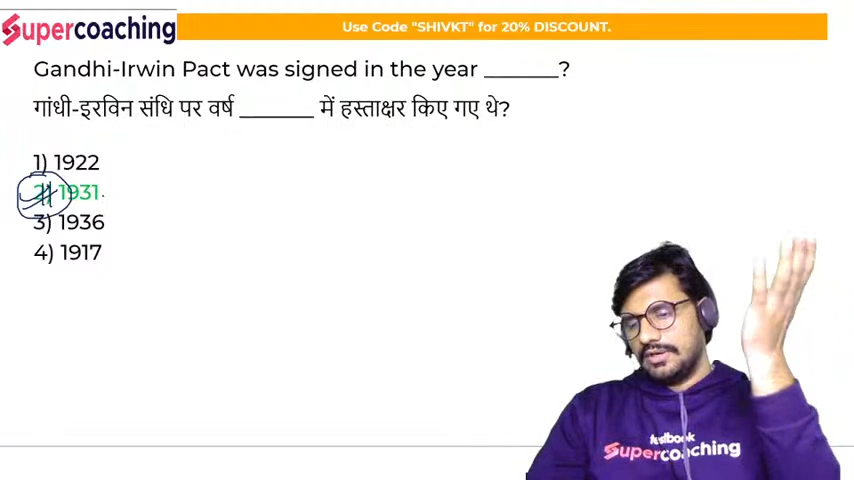 Supercoaching
Use Code "SHIVKT" for 20% DISCOUNT.
Gandhi-Irwin Pact was signed in the year _______?
गांधी-इरविन संधि पर वर्ष _______ में हस्ताक्षर किए गए थे?
1) 1922
2) 1931
3) 1936
4) 1917
testbook
Supercoaching